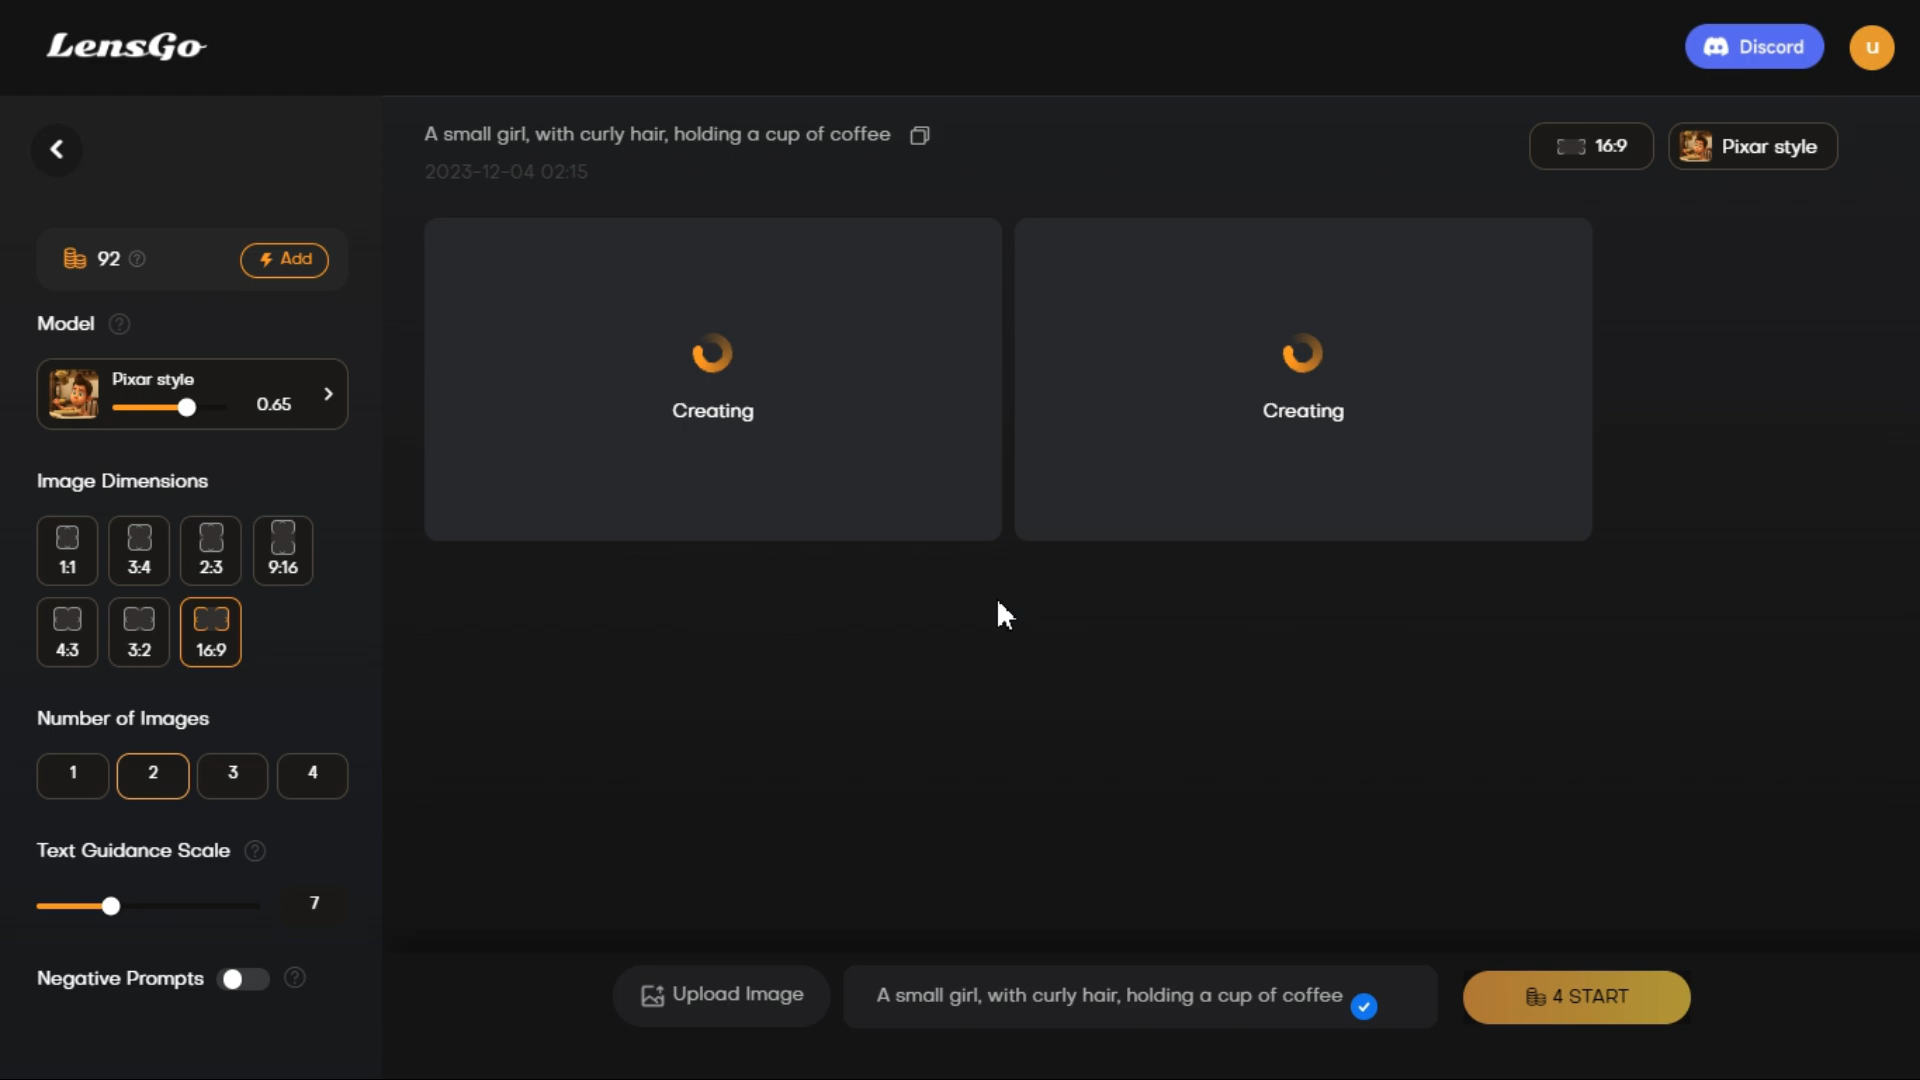 LensGo
Discord
u
A small girl, with curly hair, holding a cup of coffee
2023-12-04 02:15
16:9
Pixar style
92
Add
Model
Pixar style
0.65
Image Dimensions
1:1
3:4
2:3
9:16
4:3
3:2
16:9
Number of Images
1
2
3
4
Text Guidance Scale
7
Negative Prompts
Creating
Creating
Upload Image
A small girl, with curly hair, holding a cup of coffee
4 START